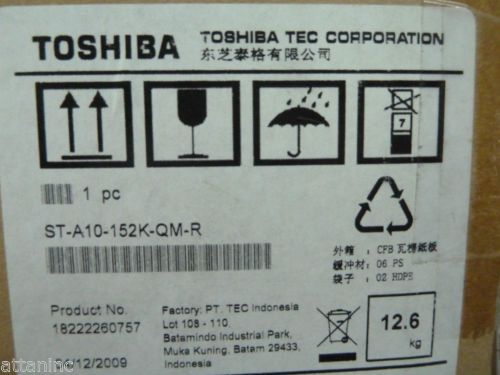 TOSHIBA
TOSHIBA TEC CORPORATION
东芝泰格有限公司
7
1 pc
ST-A10-152K-QM-R
外箱 : CFB 瓦楞紙板
緩冲材: 06 PS
袋子 : 02 HDPE
Product No.
18222260757
Factory: PT. TEC Indonesia
Lot 108 - 110
Batamindo Industrial Park,
Muka Kuning. Batam 29433,
Indonesia
12.6
kg
12/2009
attaninc